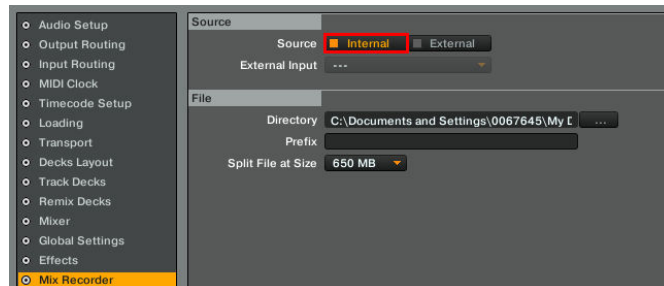 Audio Setup
Output Routing
Input Routing
MIDI Clock
Timecode Setup
Loading
Transport
Decks Layout
Track Decks
Remix Decks
Mixer
Global Settings
Effects
Mix Recorder
Source
Source Internal External
External Input ---
File
Directory C:\Documents and Settings\0067645\My D ...
Prefix
Split File at Size 650 MB